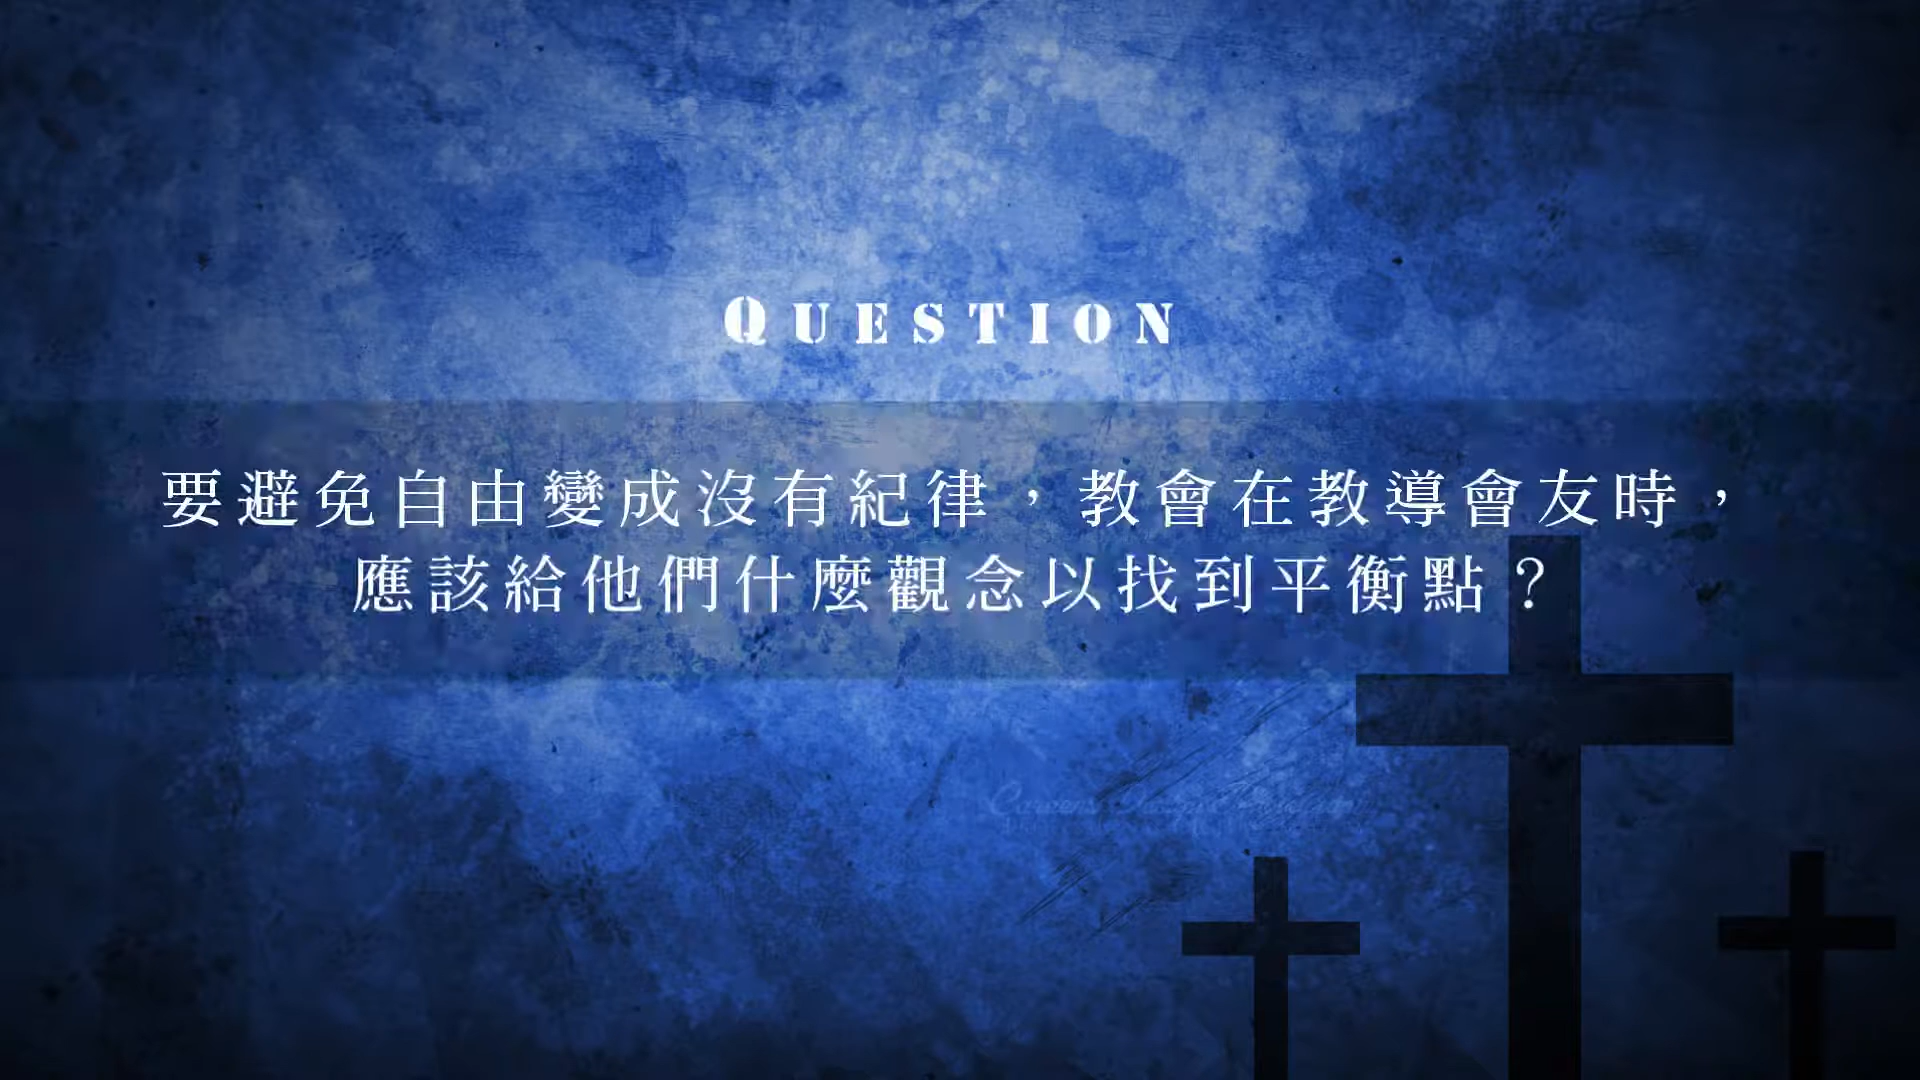 QUESTION
要避免自由變成沒有紀律，教會在教導會友時，
應該給他們什麼觀念以找到平衡點？